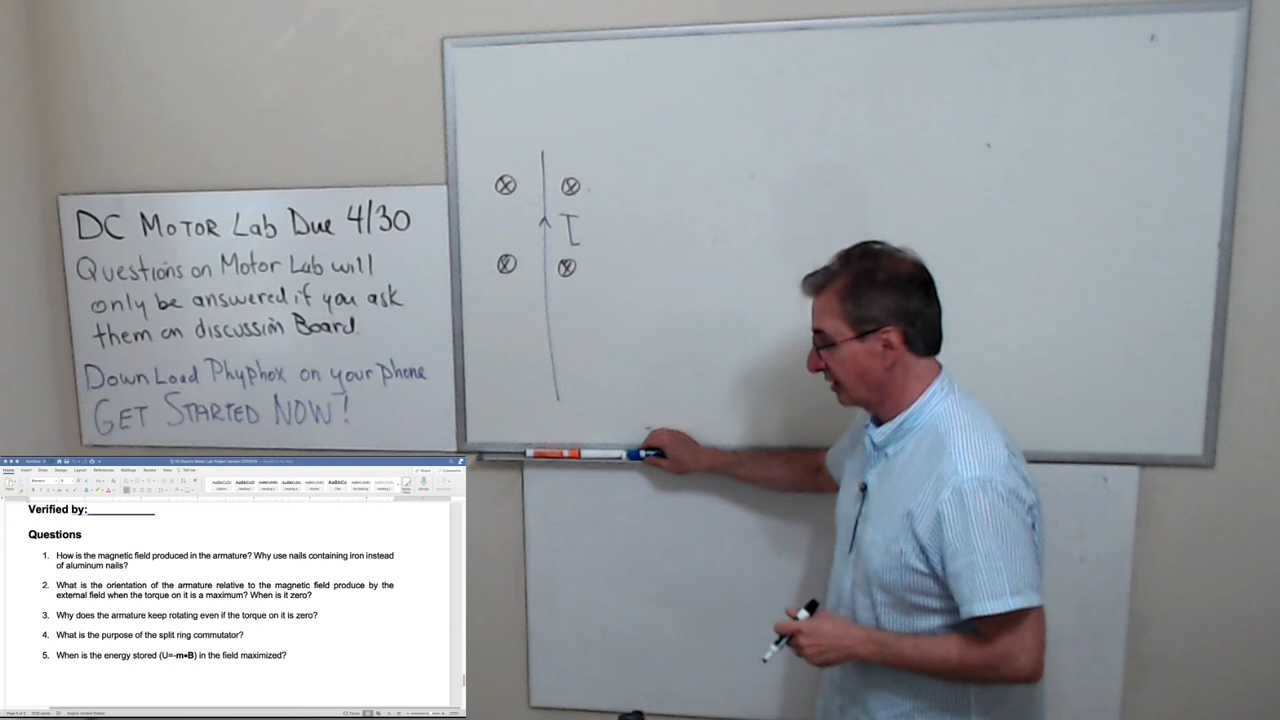 DC MOTOR Lab Due 4/30
Questions on Motor Lab will
only be answered if you ask
them on discussion Board.
DownLoad Phyphox on your phone
GET STARTED NOW!
I
Verified by:___________
Questions
1. How is the magnetic field produced in the armature? Why use nails containing iron instead
of aluminum nails?
2. What is the orientation of the armature relative to the magnetic field produce by the
external field when the torque on it is a maximum? When is it zero?
3. Why does the armature keep rotating even if the torque on it is zero?
4. What is the purpose of the split ring commutator?
5. When is the energy stored (U=-m•B) in the field maximized?